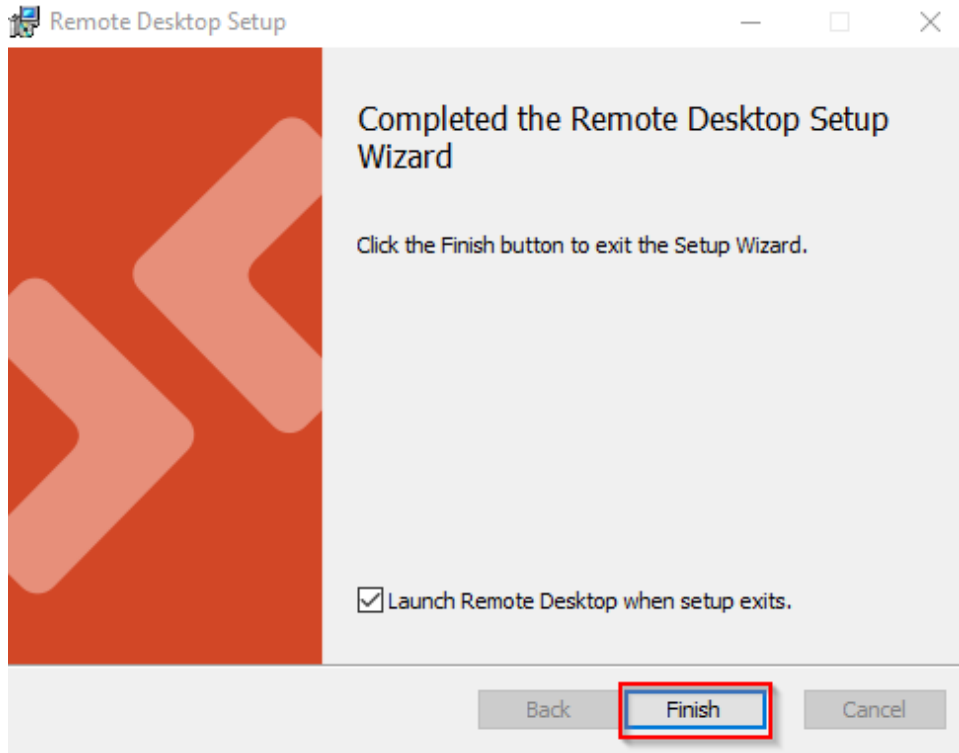 Remote Desktop Setup
Completed the Remote Desktop Setup
Wizard
Click the Finish button to exit the Setup Wizard.
Launch Remote Desktop when setup exits.
Back
Finish
Cancel